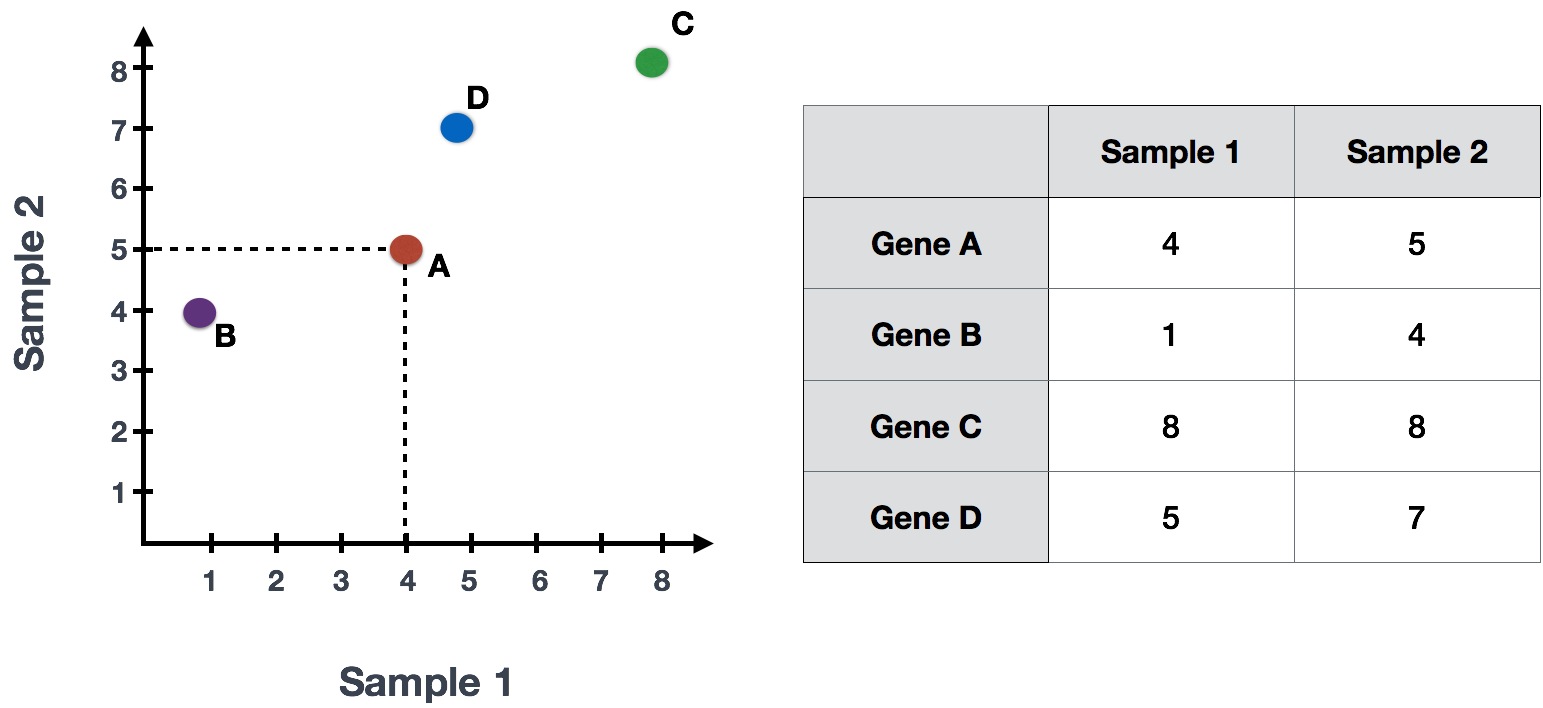 C
D
A
B
8
7
6
5
4
3
2
1
Sample 2
1 2 3 4 5 6 7 8
Sample 1
Sample 1 Sample 2
Gene A 4 5
Gene B 1 4
Gene C 8 8
Gene D 5 7